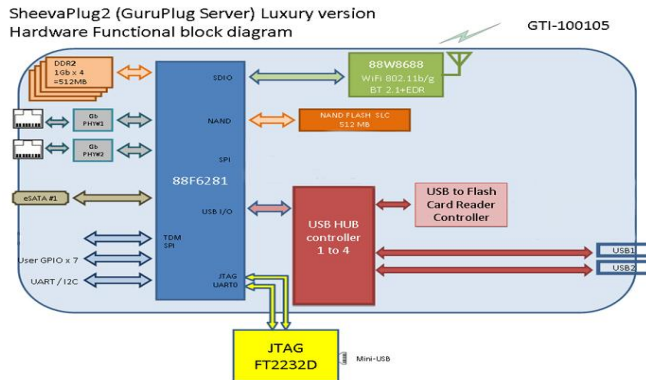 SheevaPlug2 (GuruPlug Server) Luxury version
Hardware Functional block diagram
GTI-100105
DDR2
1Gb x 4
=512MB
88W8688
WiFi 802.11b/g
BT 2.1+EDR
SDIO
Gb
PHY#1
NAND
NAND FLASH SLC
512 MB
Gb
PHY#2
SPI
88F6281
eSATA #1
USB I/O
USB HUB
controller
1 to 4
USB to Flash
Card Reader
Controller
TDM
SPI
USB1
User GPIO x 7
USB2
UART / I2C
JTAG
UART0
JTAG
FT2232D
Mini-USB